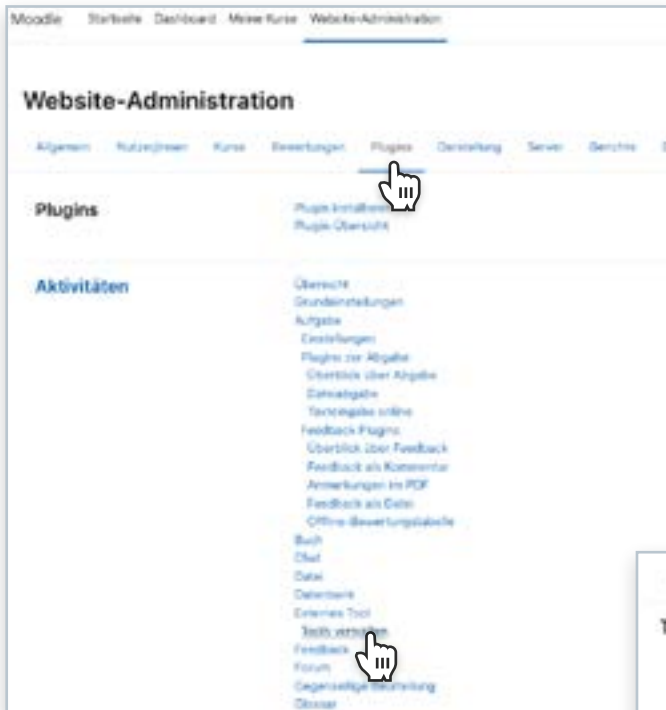 Moodle Startseite Dashboard Meine Kurse Website-Administration
Website-Administration
Allgemein Nutzer/innen Kurse Bewertungen Plugins Darstellung Server Berichte
Plugins
Plugin installieren
Plugin-Übersicht
Aktivitäten
Übersicht
Grundeinstellungen
Aufgabe
Einstellungen
Plugins zur Abgabe
Überblick über Abgabe
Dateiabgabe
Texteingabe online
Feedback-Plugins
Überblick über Feedback
Feedback als Kommentar
Anmerkungen im PDF
Feedback als Datei
Offline-Bewertungstabelle
Buch
Chat
Datei
Datenbank
Externes Tool
Tools verwalten
Feedback
Forum
Gegenseitige Beurteilung
Glossar